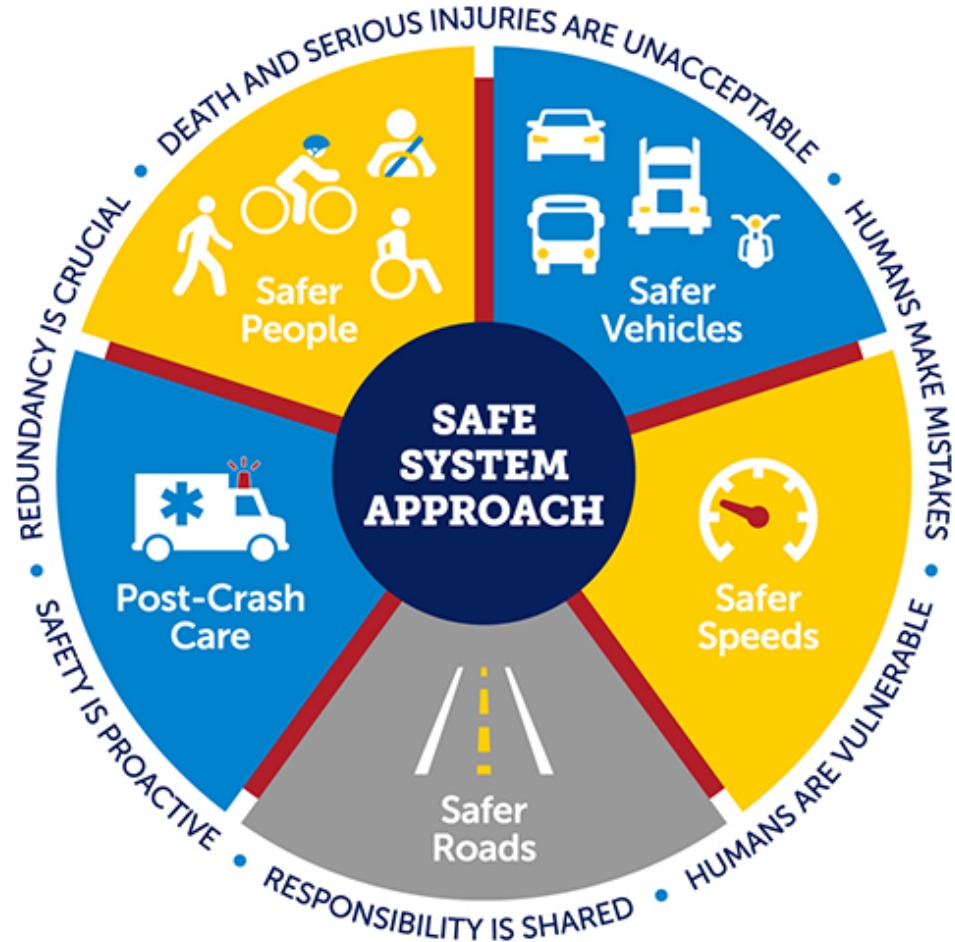 DEATH AND SERIOUS INJURIES ARE UNACCEPTABLE
HUMANS MAKE MISTAKES
HUMANS ARE VULNERABLE
RESPONSIBILITY IS SHARED
SAFETY IS PROACTIVE
REDUNDANCY IS CRUCIAL
Safer
People
Safer
Vehicles
SAFE
SYSTEM
APPROACH
Safer
Speeds
Safer
Roads
Post-Crash
Care